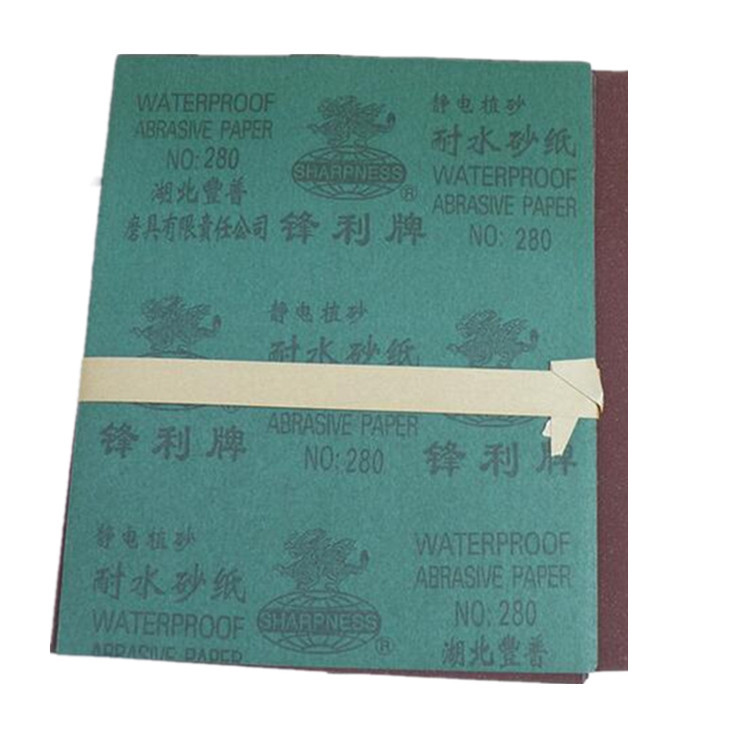 WATERPROOF
ABRASIVE PAPER
NO: 280
湖北豐普
磨具有限責任公司
SHARPNESS
®
锋利牌
静电植砂
耐水砂纸
WATERPROOF
ABRASIVE PAPER
NO: 280
静电植砂
耐水砂纸
ABRASIVE PAPER
NO: 280
锋利牌
锋利牌
静电植砂
耐水砂纸
WATERPROOF
ABRASIVE PAPER
SHARPNESS
®
WATERPROOF
ABRASIVE PAPER
NO: 280
湖北豐普